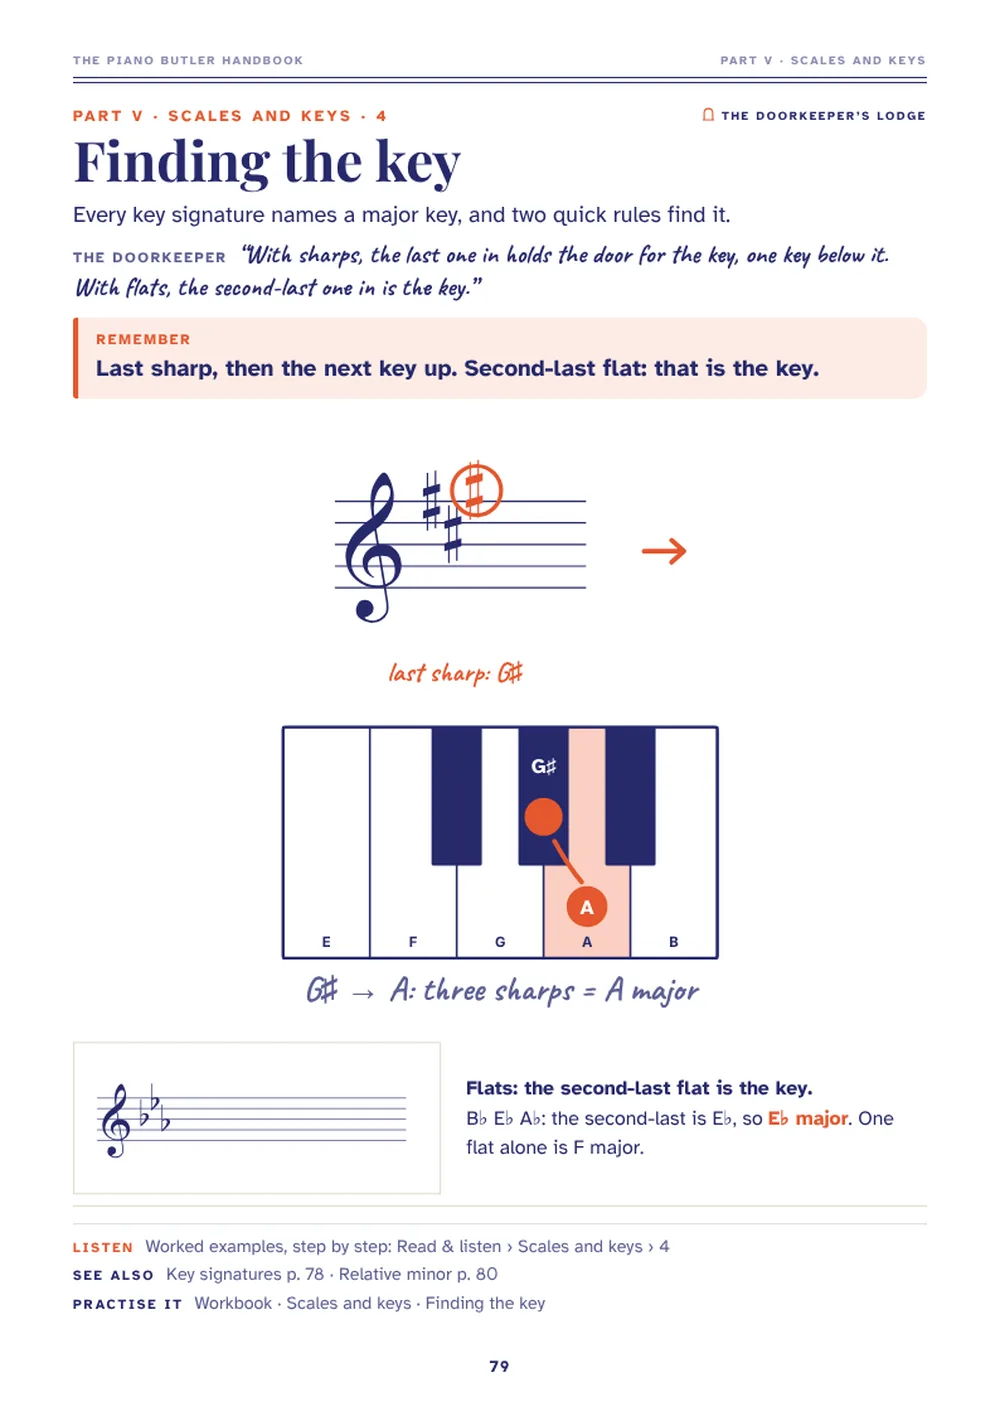 THE PIANO BUTLER HANDBOOK
PART V · SCALES AND KEYS
PART V · SCALES AND KEYS · 4
THE DOORKEEPER'S LODGE
Finding the key
Every key signature names a major key, and two quick rules find it.
THE DOORKEEPER “With sharps, the last one in holds the door for the key, one key below it.
With flats, the second-last one in is the key.”
REMEMBER
Last sharp, then the next key up. Second-last flat: that is the key.
→
last sharp: G♯
G♯
A
E F G A B
G♯ → A: three sharps = A major
Flats: the second-last flat is the key.
B♭ E♭ A♭: the second-last is E♭, so E♭ major. One
flat alone is F major.
LISTEN Worked examples, step by step: Read & listen › Scales and keys › 4
SEE ALSO Key signatures p. 78 · Relative minor p. 80
PRACTISE IT Workbook · Scales and keys · Finding the key
79